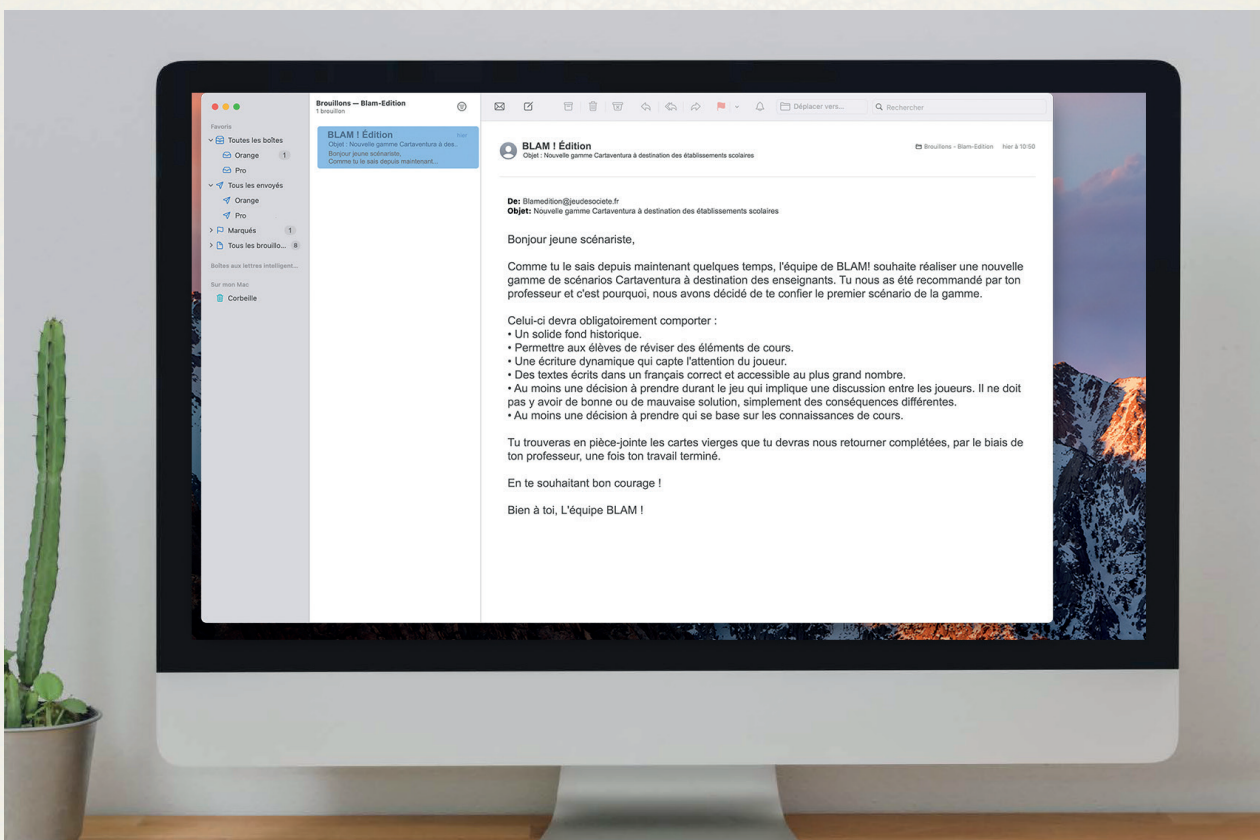 Brouillons — Blam-Edition
1 brouillon
Déplacer vers...
Rechercher
Favoris
Toutes les boîtes
Orange 1
Pro
Tous les envoyés
Orange
Pro
Marqués 1
Tous les brouillo... 8
Boîtes aux lettres intelligent...
Sur mon Mac
Corbeille
BLAM ! Édition hier
Objet : Nouvelle gamme Cartaventura à des..
Bonjour jeune scénariste,
Comme tu le sais depuis maintenant...
BLAM ! Édition
Objet : Nouvelle gamme Cartaventura à destination des établissements scolaires
Brouillons - Blam-Edition hier à 10:50
De: Blamedition@jeudesociete.fr
Objet: Nouvelle gamme Cartaventura à destination des établissements scolaires
Bonjour jeune scénariste,
Comme tu le sais depuis maintenant quelques temps, l'équipe de BLAM! souhaite réaliser une nouvelle
gamme de scénarios Cartaventura à destination des enseignants. Tu nous as été recommandé par ton
professeur et c'est pourquoi, nous avons décidé de te confier le premier scénario de la gamme.
Celui-ci devra obligatoirement comporter :
• Un solide fond historique.
• Permettre aux élèves de réviser des éléments de cours.
• Une écriture dynamique qui capte l'attention du joueur.
• Des textes écrits dans un français correct et accessible au plus grand nombre.
• Au moins une décision à prendre durant le jeu qui implique une discussion entre les joueurs. Il ne doit
pas y avoir de bonne ou de mauvaise solution, simplement des conséquences différentes.
• Au moins une décision à prendre qui se base sur les connaissances de cours.
Tu trouveras en pièce-jointe les cartes vierges que tu devras nous retourner complétées, par le biais de
ton professeur, une fois ton travail terminé.
En te souhaitant bon courage !
Bien à toi, L'équipe BLAM !